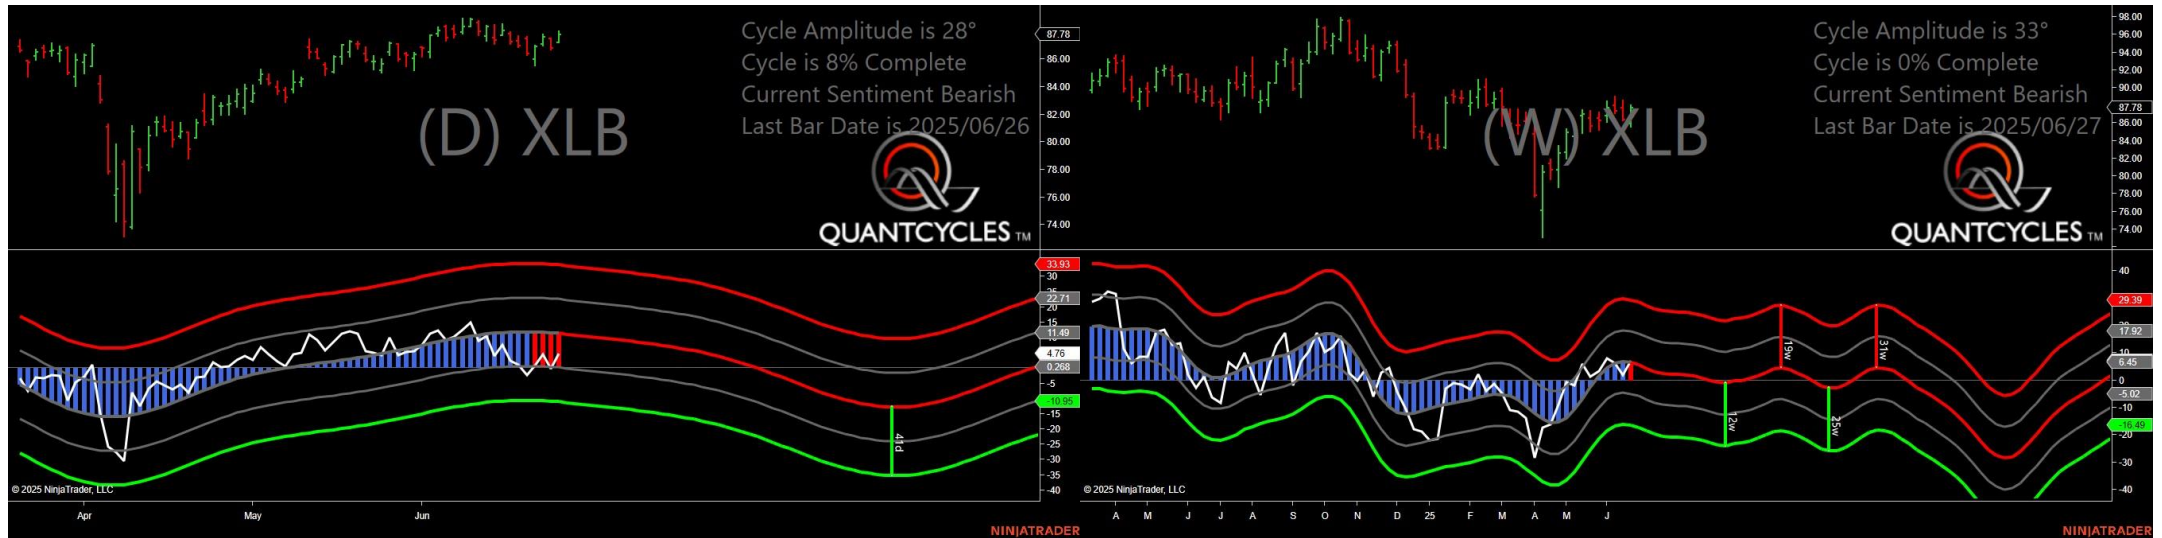 Cycle Amplitude is 28°
Cycle is 8% Complete
Current Sentiment Bearish
Last Bar Date is 2025/06/26
(D) XLB
QUANTCYCLES TM
87.78
86.00
84.00
82.00
80.00
78.00
76.00
74.00
33.93
30
25
22.71
20
15
11.49
4.76
0.268
-5
-10.95
-15
-20
-25
-30
-35
-40
41d
© 2025 NinjaTrader, LLC
Apr May Jun
NINJATRADER
Cycle Amplitude is 33°
Cycle is 0% Complete
Current Sentiment Bearish
Last Bar Date is 2025/06/27
(W) XLB
QUANTCYCLES TM
98.00
96.00
94.00
92.00
90.00
87.78
86.00
84.00
82.00
80.00
78.00
76.00
74.00
40
29.39
17.92
10
6.45
0
-5.02
-10
-16.49
-20
-30
-40
12w
19w
25w
31w
© 2025 NinjaTrader, LLC
A M J J A S O N D 25 F M A M J
NINJATRADER